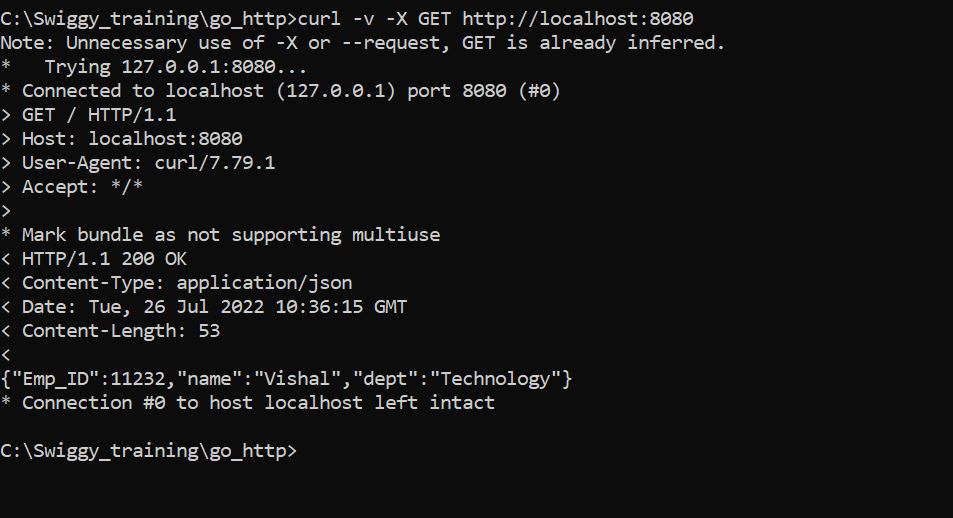 C:\Swiggy_training\go_http>curl -v -X GET http://localhost:8080
Note: Unnecessary use of -X or --request, GET is already inferred.
*   Trying 127.0.0.1:8080...
* Connected to localhost (127.0.0.1) port 8080 (#0)
> GET / HTTP/1.1
> Host: localhost:8080
> User-Agent: curl/7.79.1
> Accept: */*
>
* Mark bundle as not supporting multiuse
< HTTP/1.1 200 OK
< Content-Type: application/json
< Date: Tue, 26 Jul 2022 10:36:15 GMT
< Content-Length: 53
<
{"Emp_ID":11232,"name":"Vishal","dept":"Technology"}
* Connection #0 to host localhost left intact
C:\Swiggy_training\go_http>